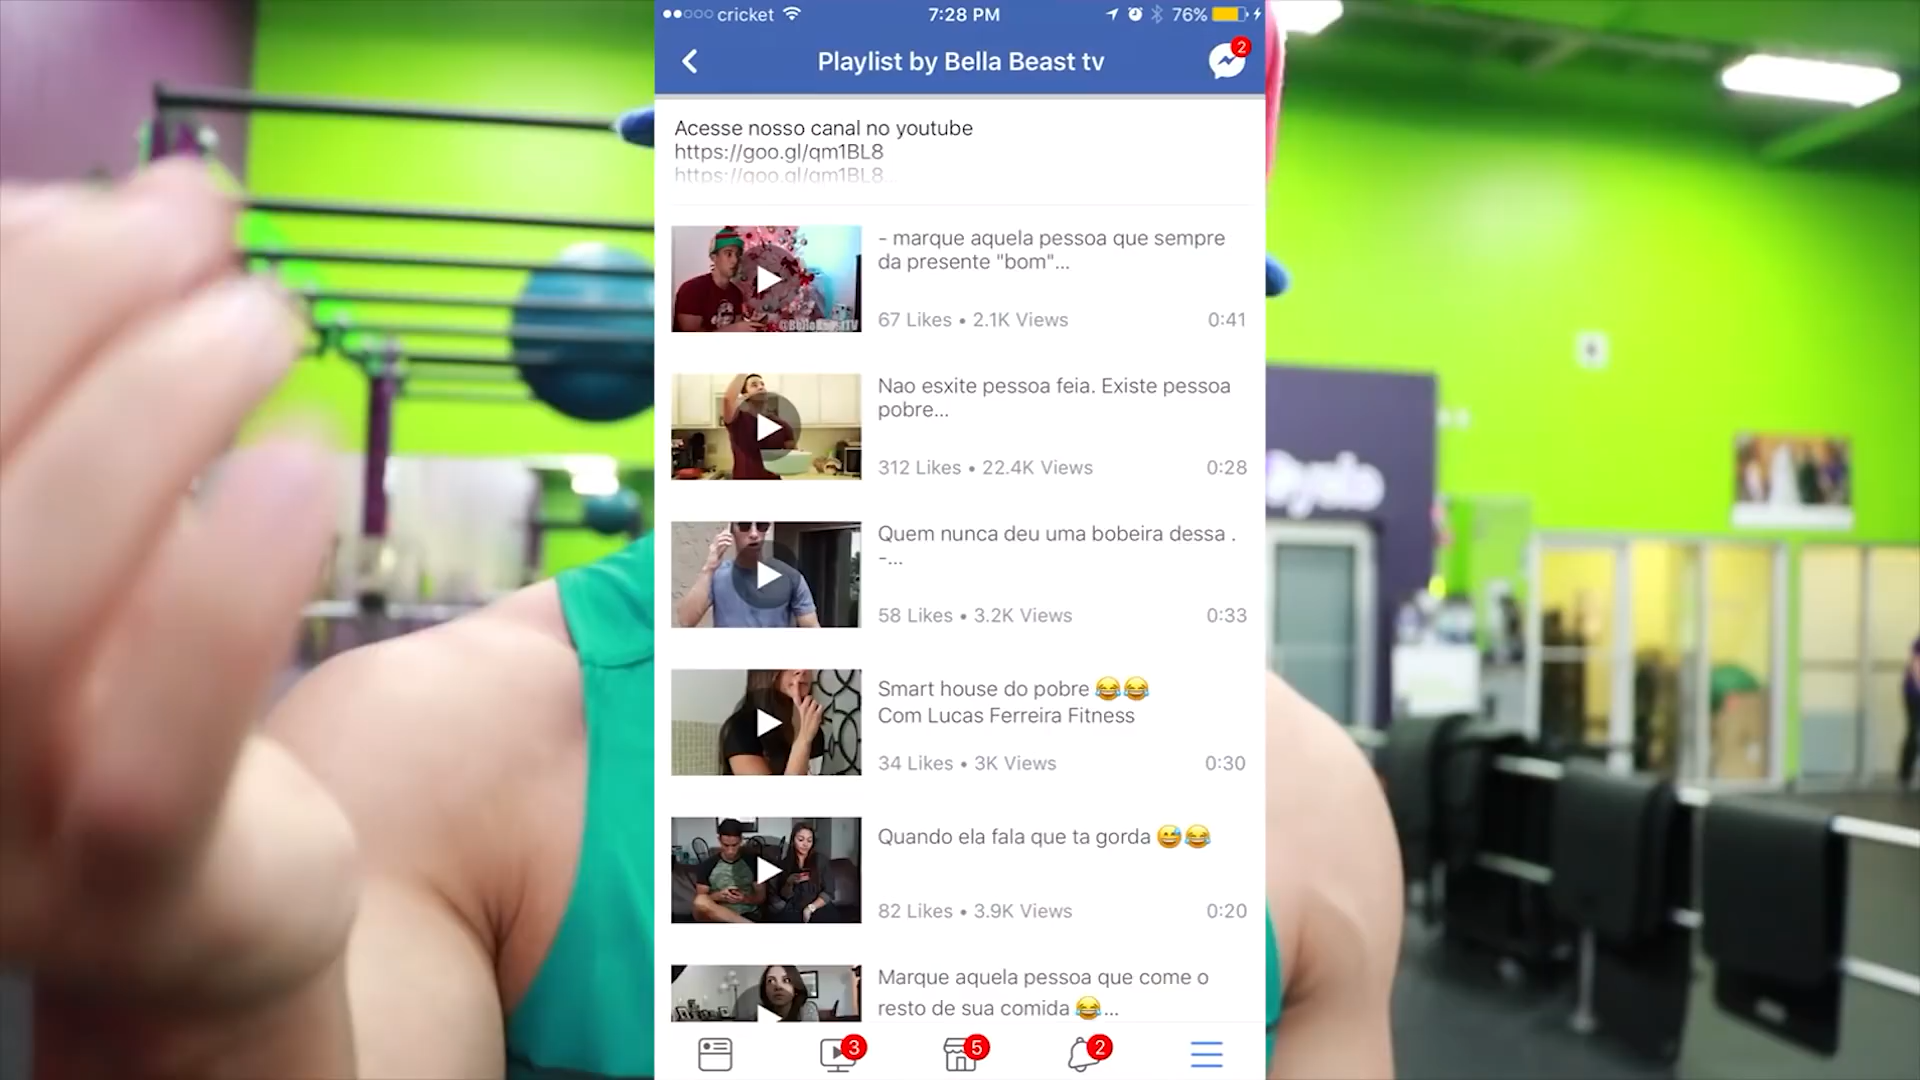 cricket
7:28 PM
76%
Playlist by Bella Beast tv
2
Acesse nosso canal no youtube
https://goo.gl/qm1BL8
https://goo.gl/qm1BL8...
- marque aquela pessoa que sempre
da presente "bom"...
67 Likes • 2.1K Views
0:41
@BellaBeastTV
Nao esxite pessoa feia. Existe pessoa
pobre...
312 Likes • 22.4K Views
0:28
Quem nunca deu uma bobeira dessa .
-...
58 Likes • 3.2K Views
0:33
Smart house do pobre 😂😂
Com Lucas Ferreira Fitness
34 Likes • 3K Views
0:30
Quando ela fala que ta gorda 😅😂
82 Likes • 3.9K Views
0:20
Marque aquela pessoa que come o
resto de sua comida 😂...
3
5
2